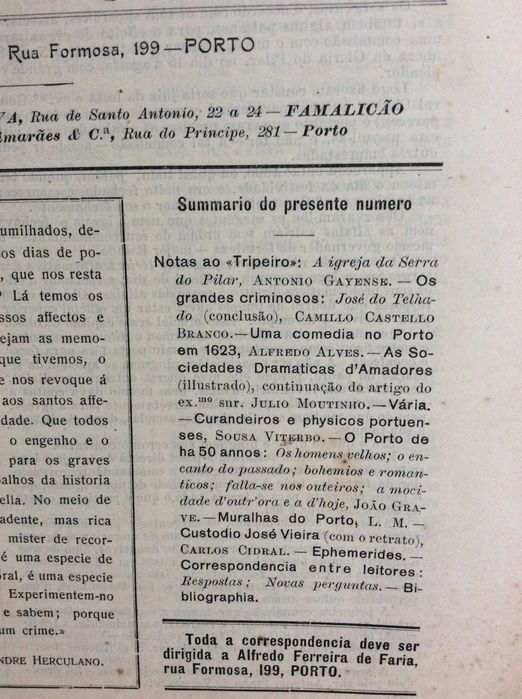 Rua Formosa, 199 — PORTO
VA, Rua de Santo Antonio, 22 a 24 — FAMALICÃO
imarães & C.ª, Rua do Principe, 281 — Porto
umilhados, de-
os dias de po-
, que nos resta
? Lá temos os
ssos affectos e
ejam as memo-
que tivemos, o
e nos revoque á
aos santos affe-
dade. Que todos
o engenho e o
para os graves
balhos da historia
ella. No meio de
adente, mas rica
mister de recor-
é uma especie de
oral, é uma especie
Experimentem-no
e sabem; porque
um crime.»
NDRE HERCULANO.
Summario do presente numero
Notas ao «Tripeiro»: A igreja da Serra
do Pilar, ANTONIO GAYENSE. — Os
grandes criminosos: José do Telha-
do (conclusão), CAMILLO CASTELLO
BRANCO. — Uma comedia no Porto
em 1623, ALFREDO ALVES. — As So-
ciedades Dramaticas d'Amadores
(illustrado), continuação do artigo do
ex.mo snr. JULIO MOUTINHO. — Vária.
— Curandeiros e physicos portuen-
ses, SOUSA VITERBO. — O Porto de
ha 50 annos: Os homens velhos; o en-
canto do passado; bohemios e roman-
ticos; falla-se nos outeiros; a moci-
dade d'outr'ora e a d'hoje, JOÃO GRA-
VE. — Muralhas do Porto, L. M. —
Custodio José Vieira (com o retrato),
CARLOS CIDRAL. — Ephemerides. —
Correspondencia entre leitores:
Respostas; Novas perguntas. — Bi-
bliographia.
Toda a correspondencia deve ser
dirigida a Alfredo Ferreira de Faria,
rua Formosa, 199, PORTO.